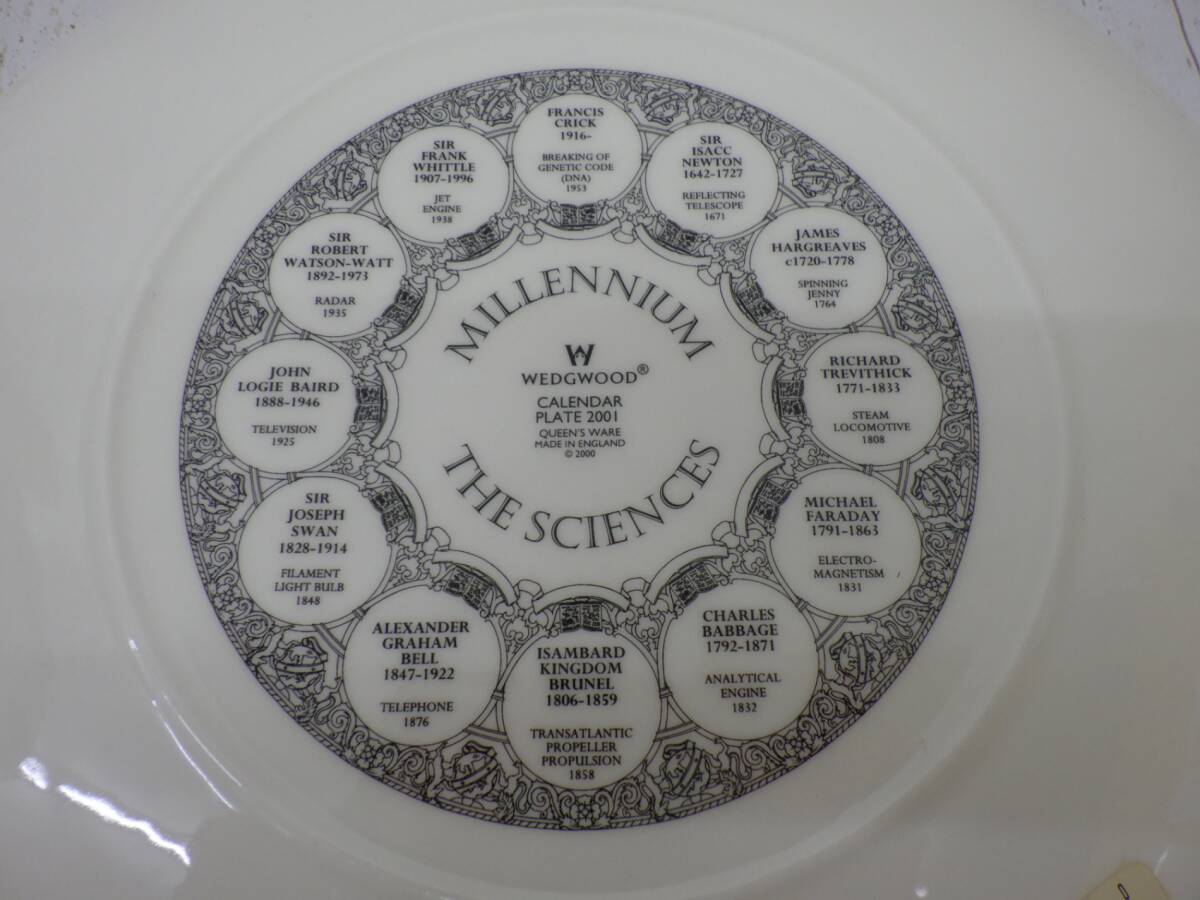 FRANCIS
CRICK
1916-
BREAKING OF
GENETIC CODE
(DNA)
1953
SIR
ISACC
NEWTON
1642-1727
REFLECTING
TELESCOPE
1671
JAMES
HARGREAVES
c1720-1778
SPINNING
JENNY
1764
RICHARD
TREVITHICK
1771-1833
STEAM
LOCOMOTIVE
1808
MICHAEL
FARADAY
1791-1863
ELECTRO-
MAGNETISM
1831
CHARLES
BABBAGE
1792-1871
ANALYTICAL
ENGINE
1832
ISAMBARD
KINGDOM
BRUNEL
1806-1859
TRANSATLANTIC
PROPELLER
PROPULSION
1858
ALEXANDER
GRAHAM
BELL
1847-1922
TELEPHONE
1876
SIR
JOSEPH
SWAN
1828-1914
FILAMENT
LIGHT BULB
1848
JOHN
LOGIE BAIRD
1888-1946
TELEVISION
1925
SIR
ROBERT
WATSON-WATT
1892-1973
RADAR
1935
SIR
FRANK
WHITTLE
1907-1996
JET
ENGINE
1938
MILLENNIUM
W
WEDGWOOD®
CALENDAR
PLATE 2001
QUEEN'S WARE
MADE IN ENGLAND
© 2000
THE SCIENCES